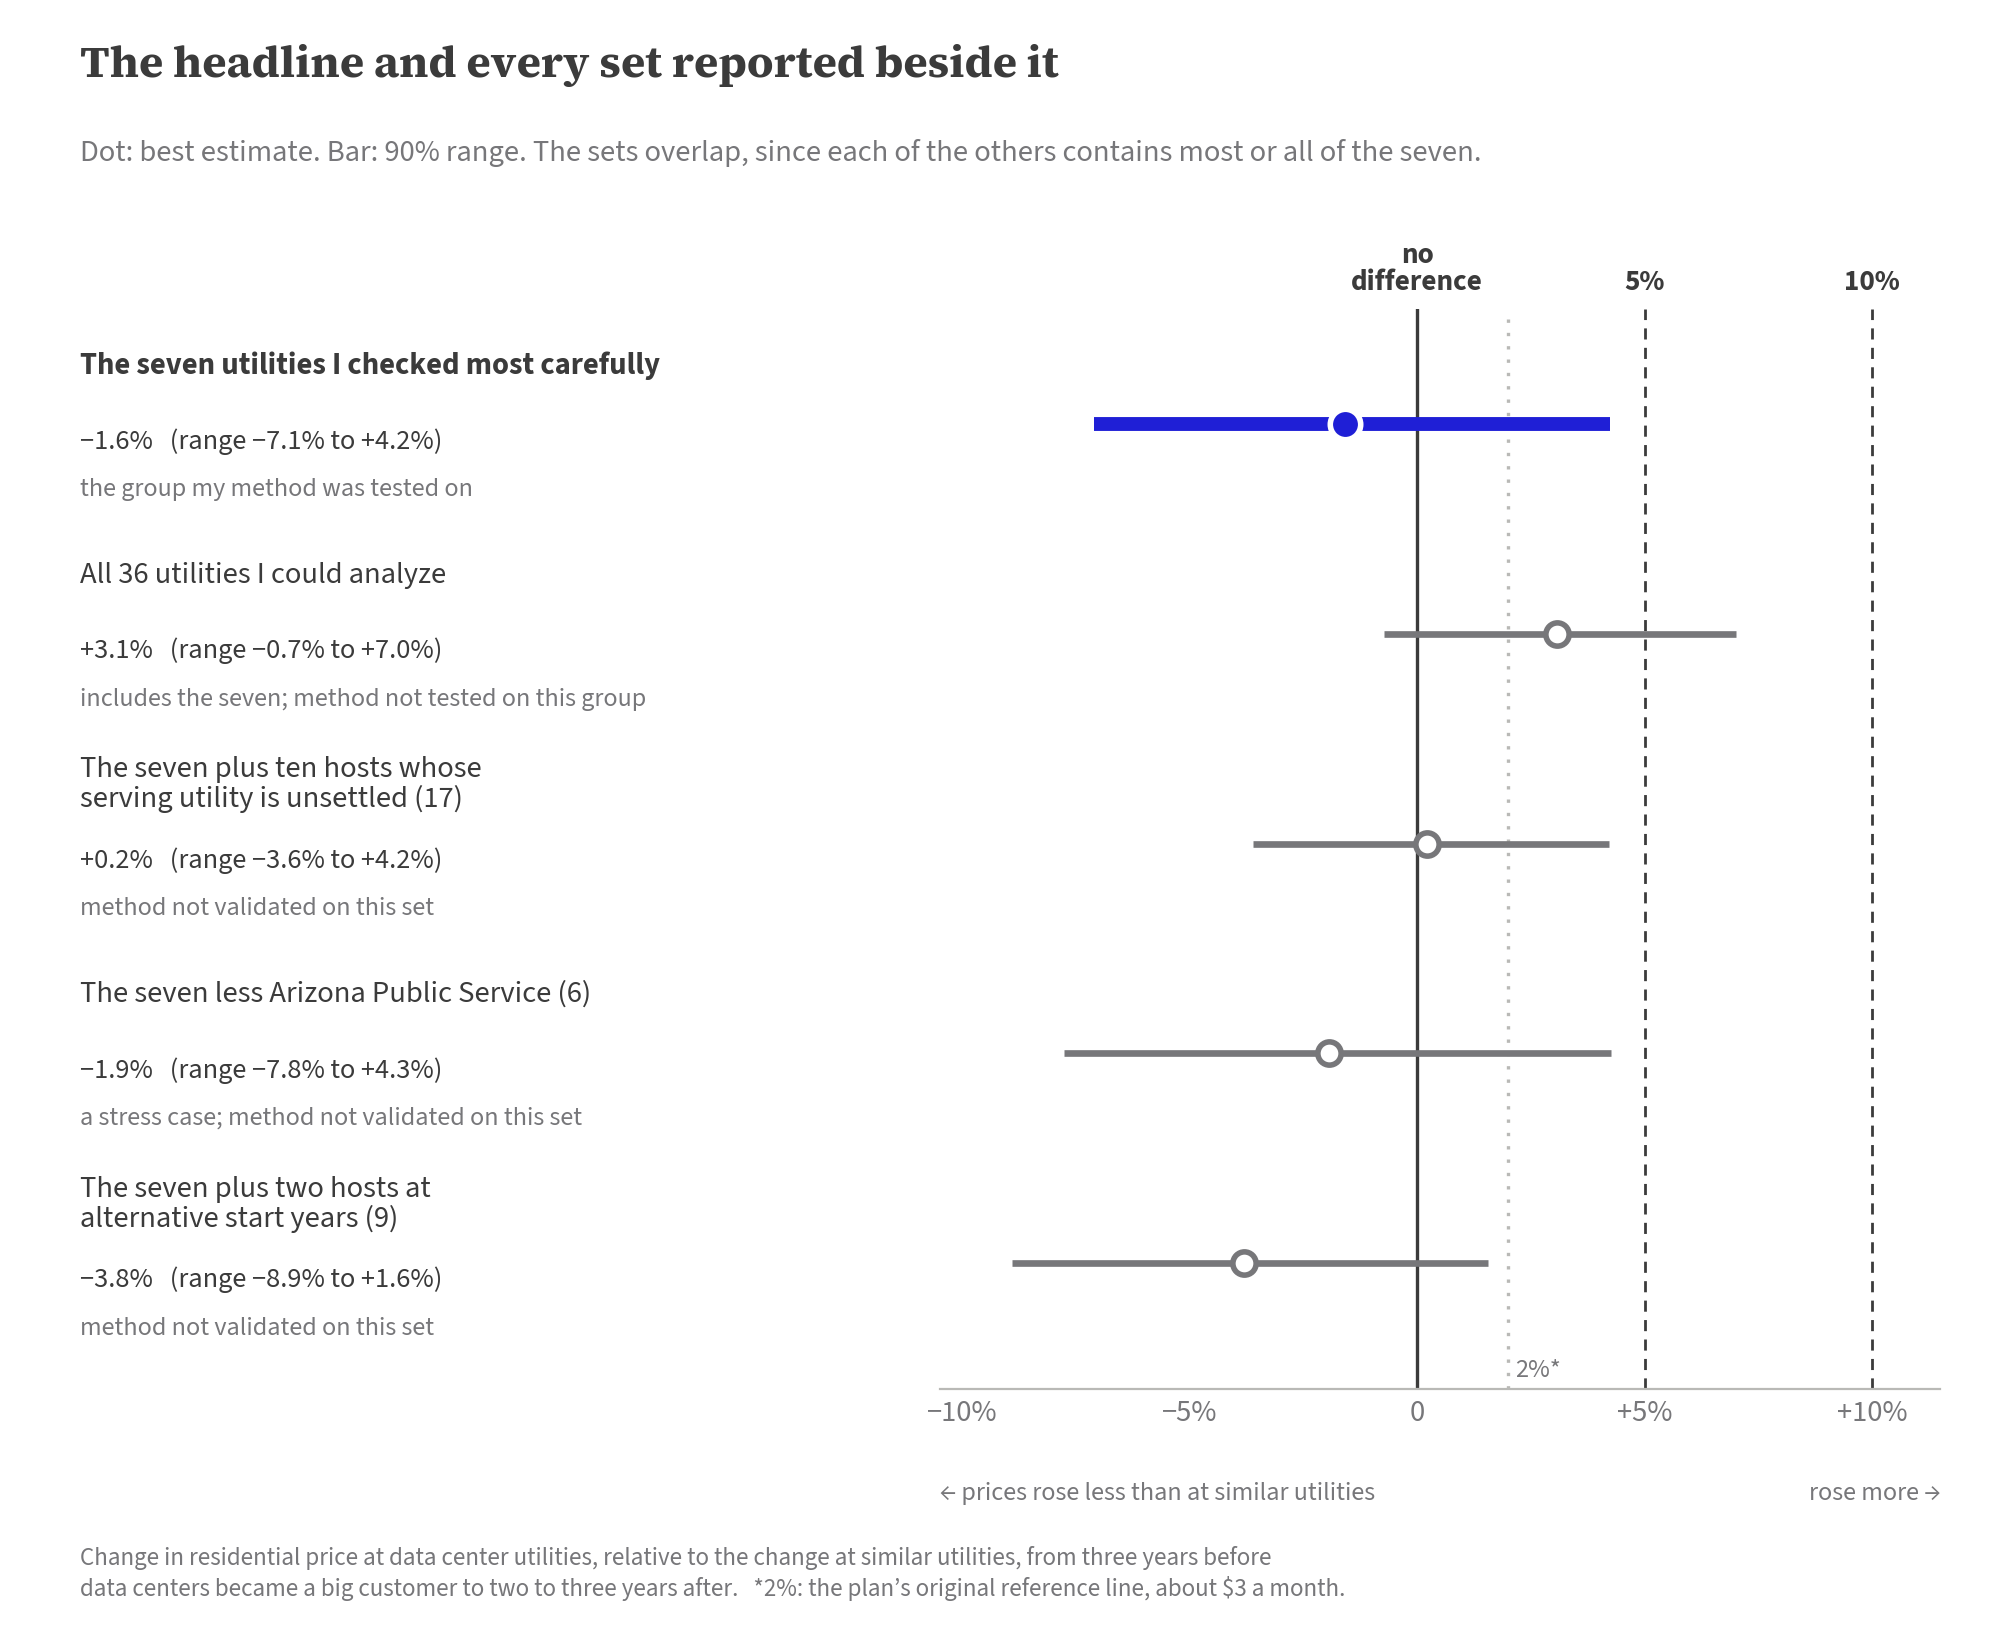 The headline and every set reported beside it
Dot: best estimate. Bar: 90% range. The sets overlap, since each of the others contains most or all of the seven.
no
difference
5%
10%
The seven utilities I checked most carefully
−1.6% (range −7.1% to +4.2%)
the group my method was tested on
All 36 utilities I could analyze
+3.1% (range −0.7% to +7.0%)
includes the seven; method not tested on this group
The seven plus ten hosts whose
serving utility is unsettled (17)
+0.2% (range −3.6% to +4.2%)
method not validated on this set
The seven less Arizona Public Service (6)
−1.9% (range −7.8% to +4.3%)
a stress case; method not validated on this set
The seven plus two hosts at
alternative start years (9)
−3.8% (range −8.9% to +1.6%)
method not validated on this set
2%*
−10% −5% 0 +5% +10%
← prices rose less than at similar utilities rose more →
Change in residential price at data center utilities, relative to the change at similar utilities, from three years before
data centers became a big customer to two to three years after. *2%: the plan’s original reference line, about $3 a month.